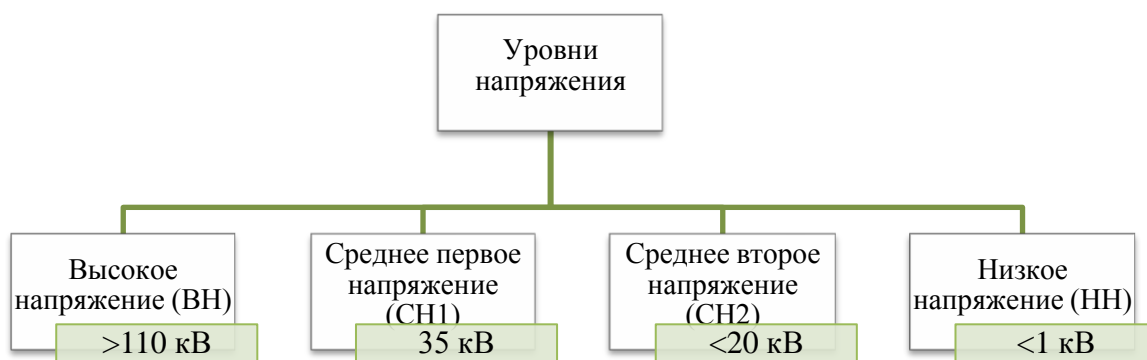 Уровни
напряжения
Высокое
напряжение (ВН)
>110 кВ
Среднее первое
напряжение
(СН1)
35 кВ
Среднее второе
напряжение
(СН2)
<20 кВ
Низкое
напряжение (НН)
<1 кВ